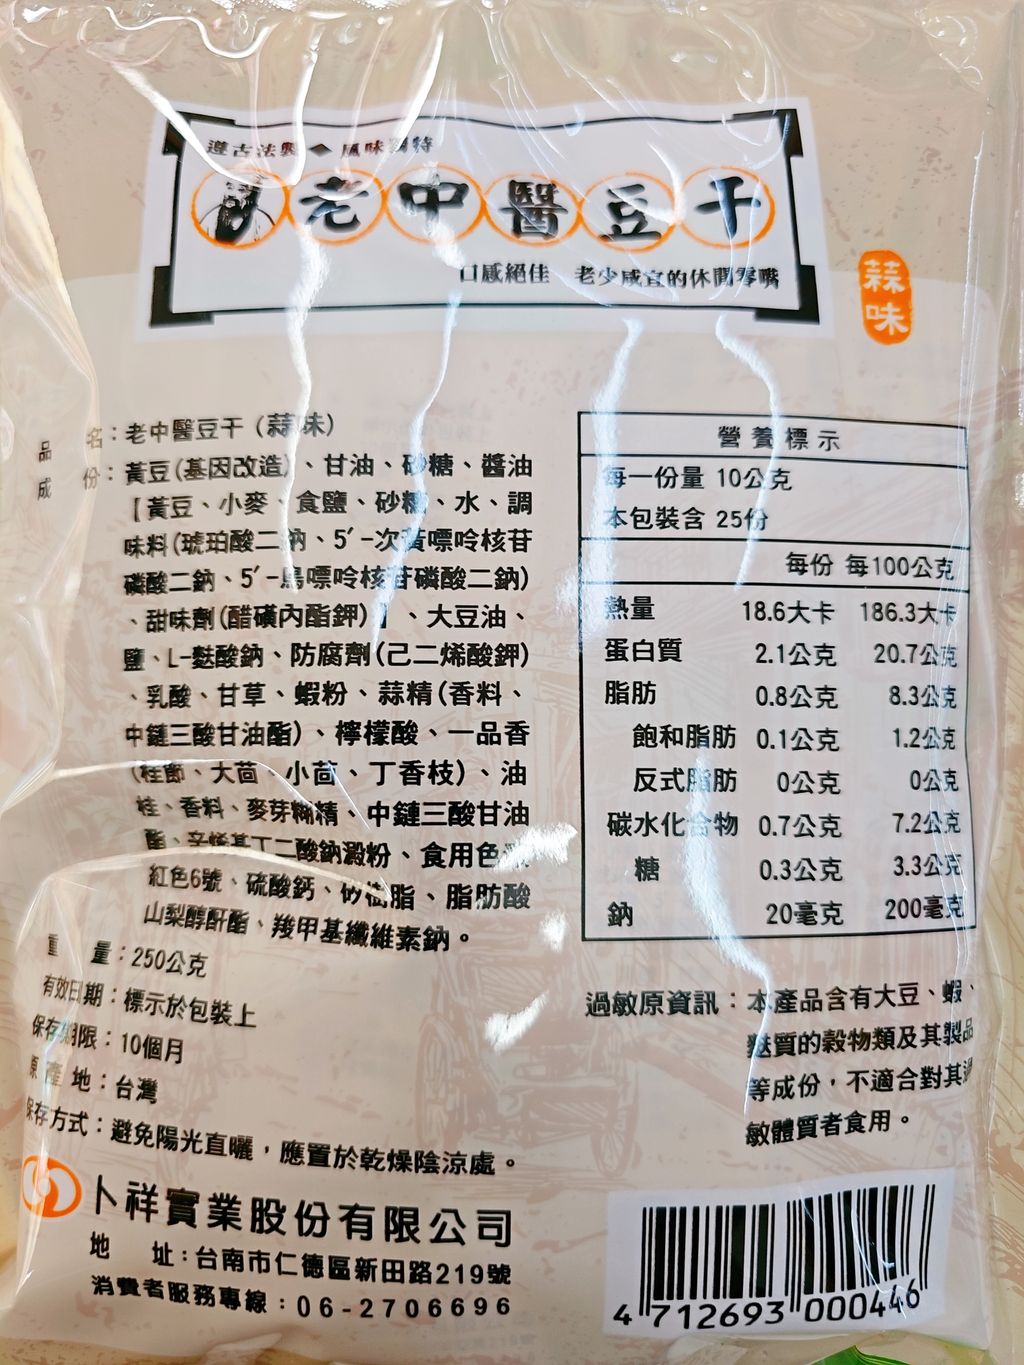 遵古法製◆風味獨特
老中醫豆干
口感絕佳 老少咸宜的休閒零嘴
蒜味
品 名：老中醫豆干(蒜味)
成 份：黃豆(基因改造)、甘油、砂糖、醬油
【黃豆、小麥、食鹽、砂糖、水、調
味料(琥珀酸二鈉、5′-次黃嘌呤核苷
磷酸二鈉、5′-鳥嘌呤核苷磷酸二鈉)
、甜味劑(醋磺內酯鉀)】、大豆油、
鹽、L-麩酸鈉、防腐劑(己二烯酸鉀)
、乳酸、甘草、蝦粉、蒜精(香料、
中鏈三酸甘油酯)、檸檬酸、一品香
(桂節、大茴、小茴、丁香枝)、油
桂、香料、麥芽糊精、中鏈三酸甘油
酯、辛烯基丁二酸鈉澱粉、食用色素
紅色6號、硫酸鈣、矽樹脂、脂肪酸
山梨醇酐酯、羧甲基纖維素鈉。
重 量：250公克
有效日期：標示於包裝上
保存期限：10個月
原 產 地：台灣
保存方式：避免陽光直曬，應置於乾燥陰涼處。
卜祥實業股份有限公司
地 址：台南市仁德區新田路219號
消費者服務專線：06-2706696
營養標示
每一份量 10公克
本包裝含 25份
每份 每100公克
熱量 18.6大卡 186.3大卡
蛋白質 2.1公克 20.7公克
脂肪 0.8公克 8.3公克
飽和脂肪 0.1公克 1.2公克
反式脂肪 0公克 0公克
碳水化合物 0.7公克 7.2公克
糖 0.3公克 3.3公克
鈉 20毫克 200毫克
過敏原資訊：本產品含有大豆、蝦、
麩質的穀物類及其製品
等成份，不適合對其過
敏體質者食用。
4 712693 000446